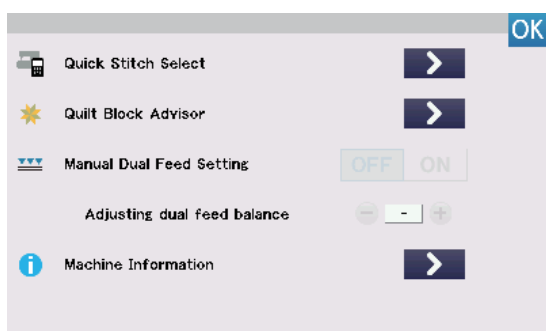 OK
Quick Stitch Select
Quilt Block Advisor
Manual Dual Feed Setting OFF ON
Adjusting dual feed balance - - +
i Machine Information